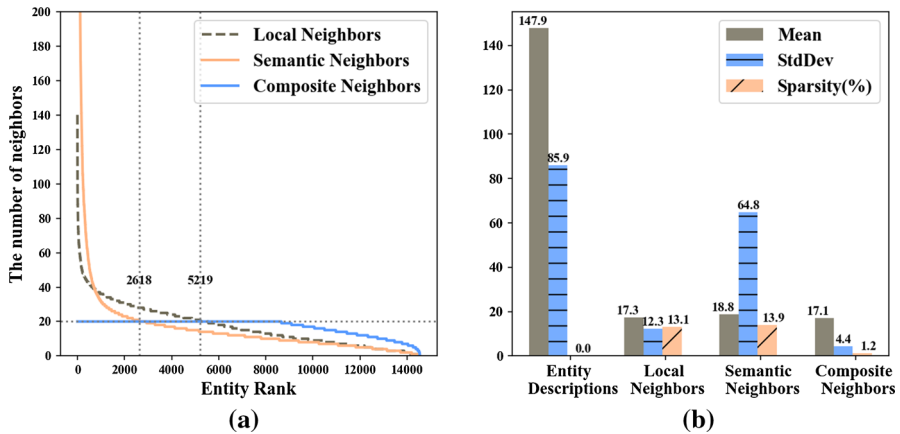 200
180
160
140
120
100
80
60
40
20
0
The number of neighbors
Local Neighbors
Semantic Neighbors
Composite Neighbors
2618
5219
0 2000 4000 6000 8000 10000 12000 14000
Entity Rank
(a)
140
120
100
80
60
40
20
0
Mean
StdDev
Sparsity(%)
147.9
85.9
0.0
17.3
12.3
13.1
18.8
64.8
13.9
17.1
4.4
1.2
Entity Local Semantic Composite
Descriptions Neighbors Neighbors Neighbors
(b)